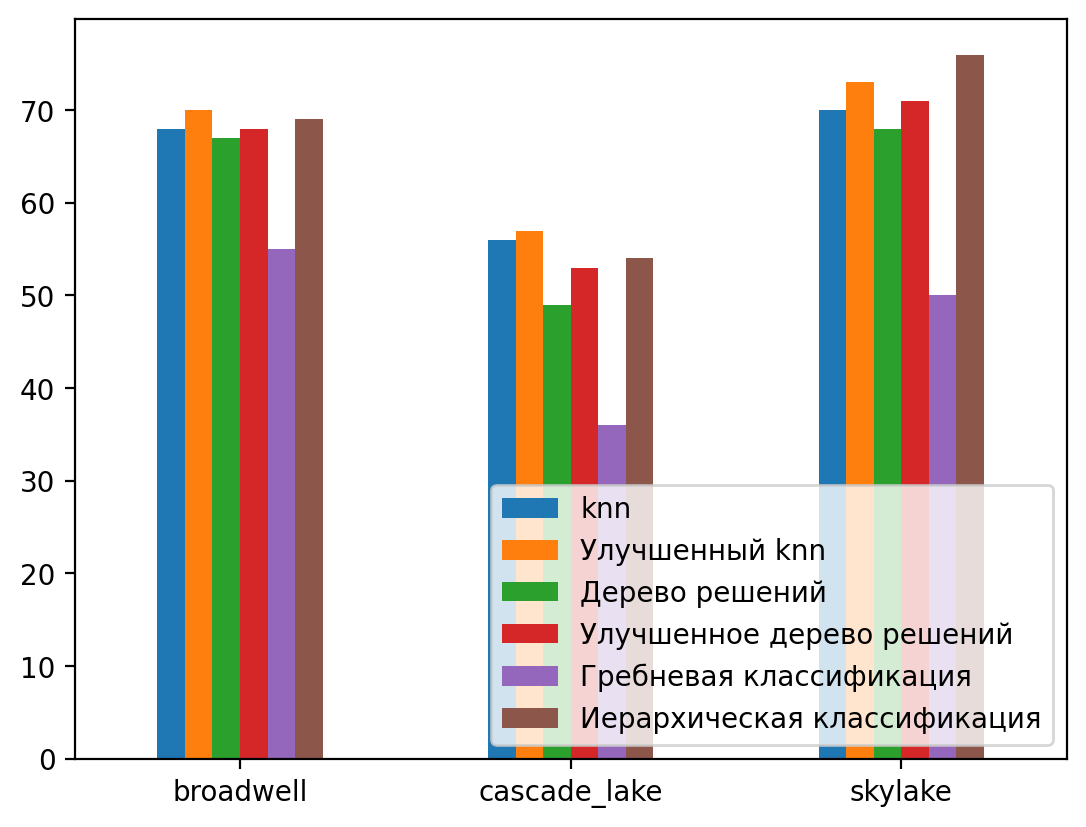 70
60
50
40
30
20
10
0
knn
Улучшенный knn
Дерево решений
Улучшенное дерево решений
Гребневая классификация
Иерархическая классификация
broadwell cascade_lake skylake